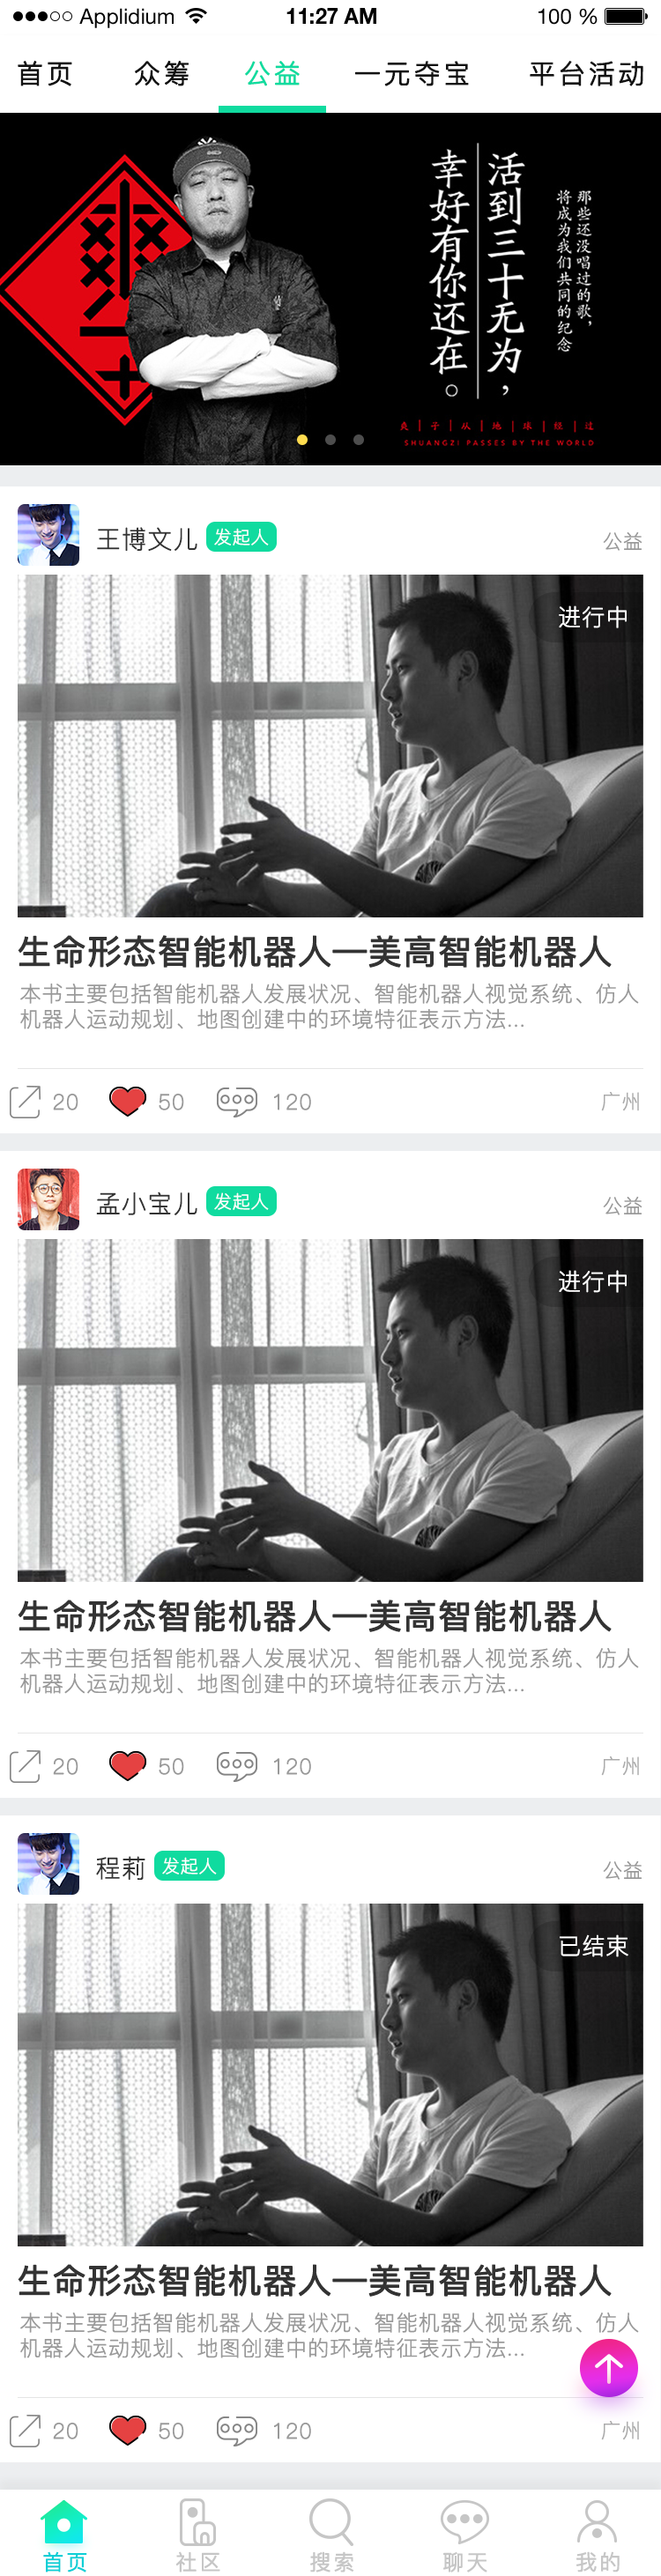 Applidium 11:27 AM 100 %
首页 众筹 公益 一元夺宝 平台活动
活到三十无为，
幸好有你还在。
那些还没唱过的歌，
将成为我们共同的纪念
爽子从地球经过
SHUANGZI PASSES BY THE WORLD
王博文儿 发起人 公益
进行中
生命形态智能机器人—美高智能机器人
本书主要包括智能机器人发展状况、智能机器人视觉系统、仿人
机器人运动规划、地图创建中的环境特征表示方法...
20 50 120 广州
孟小宝儿 发起人 公益
进行中
生命形态智能机器人—美高智能机器人
本书主要包括智能机器人发展状况、智能机器人视觉系统、仿人
机器人运动规划、地图创建中的环境特征表示方法...
20 50 120 广州
程莉 发起人 公益
已结束
生命形态智能机器人—美高智能机器人
本书主要包括智能机器人发展状况、智能机器人视觉系统、仿人
机器人运动规划、地图创建中的环境特征表示方法...
20 50 120 广州
首页 社区 搜索 聊天 我的